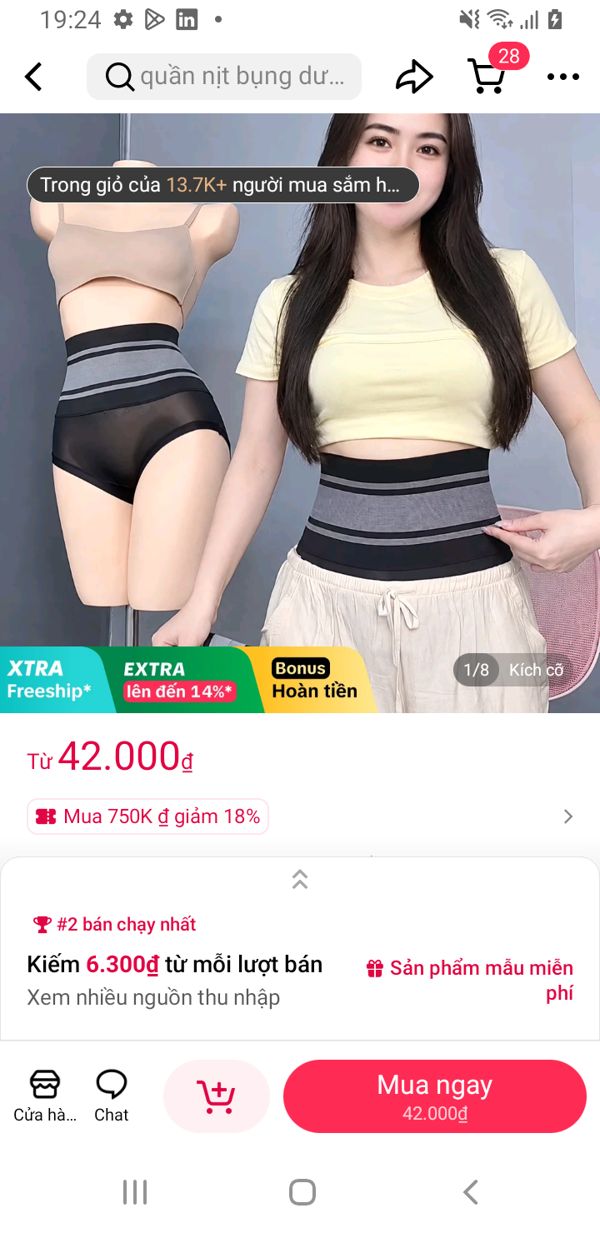 19:24
quần nịt bụng dư...
28
Trong giỏ của 13.7K+ người mua sắm h...
XTRA
Freeship*
EXTRA
lên đến 14%*
Bonus
Hoàn tiền
1/8 Kích cỡ
Từ 42.000₫
Mua 750K ₫ giảm 18%
#2 bán chạy nhất
Kiếm 6.300₫ từ mỗi lượt bán
Xem nhiều nguồn thu nhập
Sản phẩm mẫu miễn
phí
Cửa hà...
Chat
Mua ngay
42.000₫